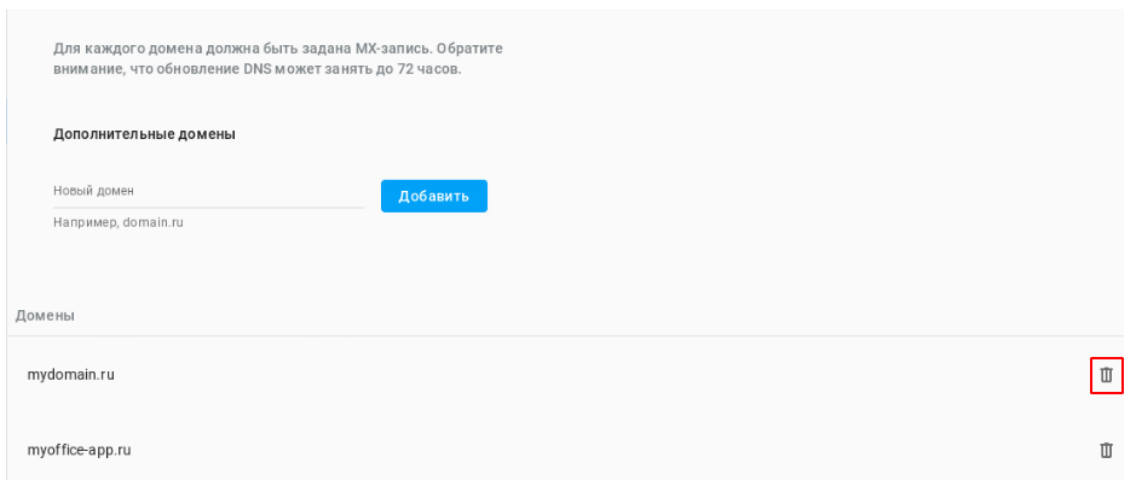 Для каждого домена должна быть задана MX-запись. Обратите
внимание, что обновление DNS может занять до 72 часов.
Дополнительные домены
Новый домен
Добавить
Например, domain.ru
Домены
mydomain.ru
myoffice-app.ru